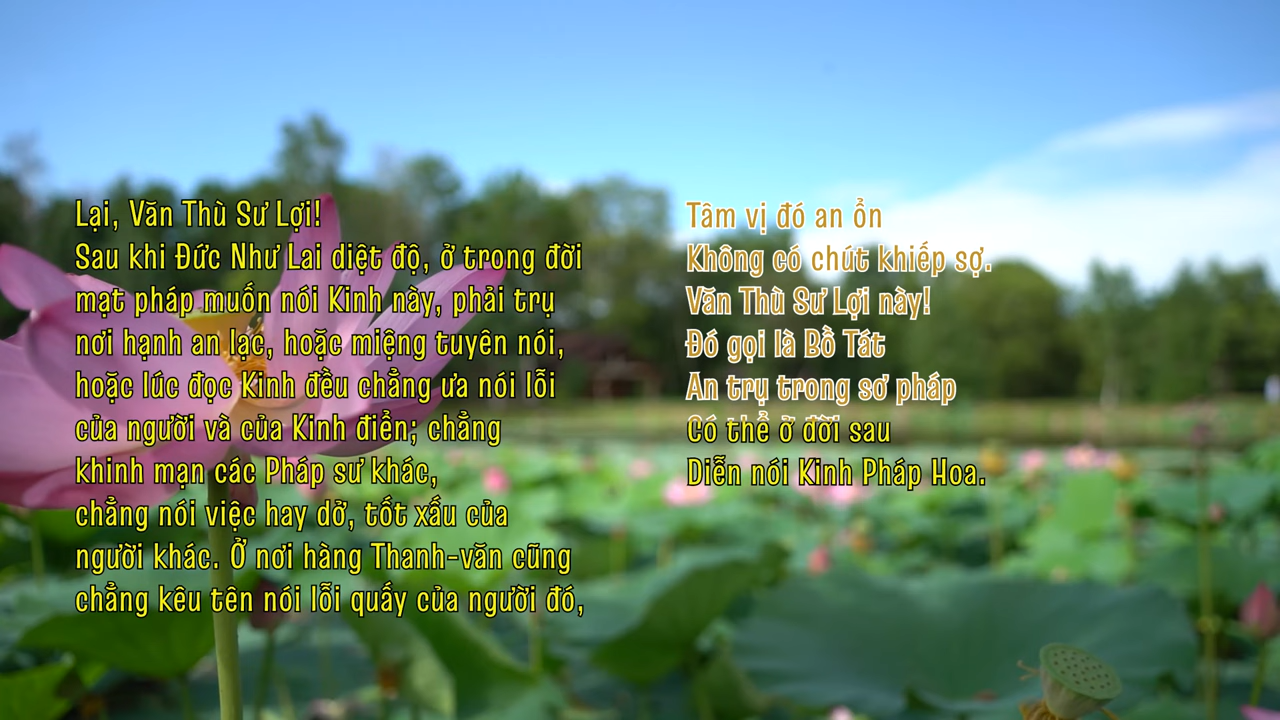 Lại, Văn Thù Sư Lợi!
Sau khi Đức Như Lai diệt độ, ở trong đời
mạt pháp muốn nói Kinh này, phải trụ
nơi hạnh an lạc, hoặc miệng tuyên nói,
hoặc lúc đọc Kinh đều chẳng ưa nói lỗi
của người và của Kinh điển; chẳng
khinh mạn các Pháp sư khác,
chẳng nói việc hay dở, tốt xấu của
người khác. Ở nơi hàng Thanh-văn cũng
chẳng kêu tên nói lỗi quấy của người đó,
Tâm vị đó an ổn
Không có chút khiếp sợ.
Văn Thù Sư Lợi này!
Đó gọi là Bồ Tát
An trụ trong sơ pháp
Có thể ở đời sau
Diễn nói Kinh Pháp Hoa.